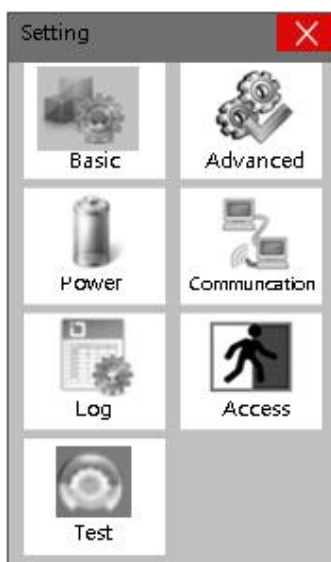 Setting
Basic
Advanced
Power
Communcation
Log
Access
Test